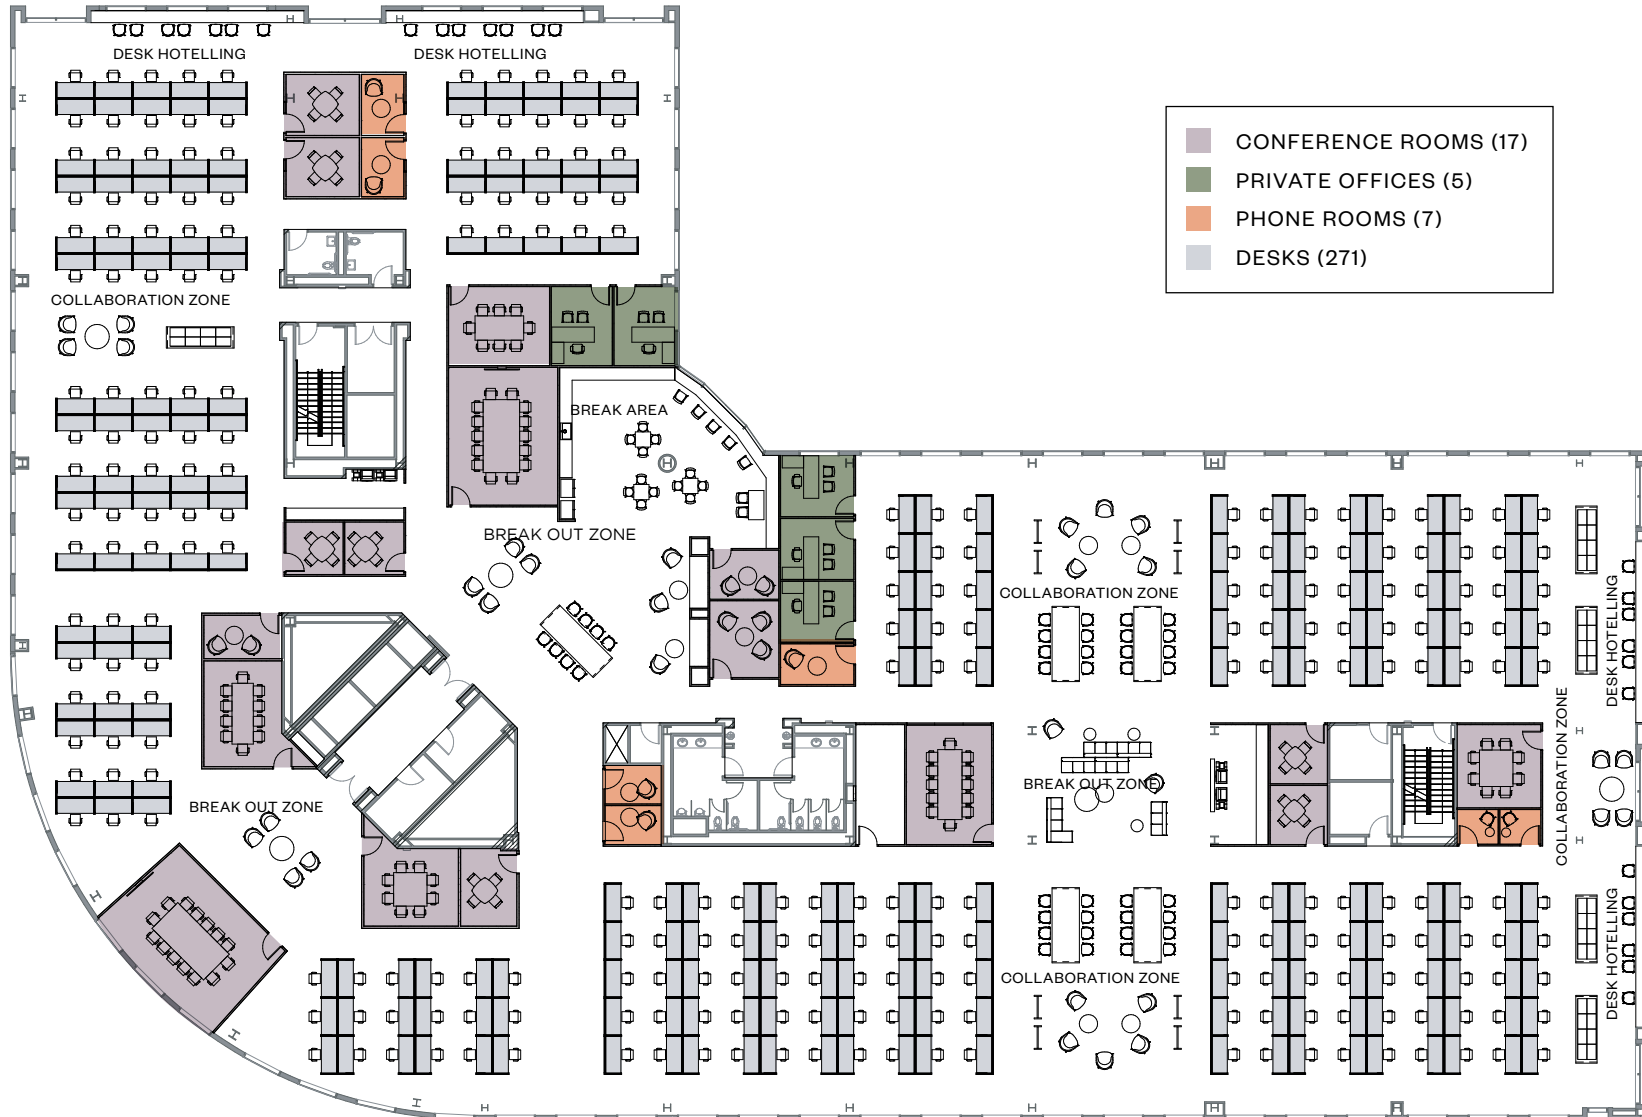 DESK HOTELLING
DESK HOTELLING
CONFERENCE ROOMS (17)
PRIVATE OFFICES (5)
PHONE ROOMS (7)
DESKS (271)
COLLABORATION ZONE
BREAK AREA
BREAK OUT ZONE
COLLABORATION ZONE
DESK HOTELLING
COLLABORATION ZONE
BREAK OUT ZONE
BREAK OUT ZONE
DESK HOTELLING
COLLABORATION ZONE